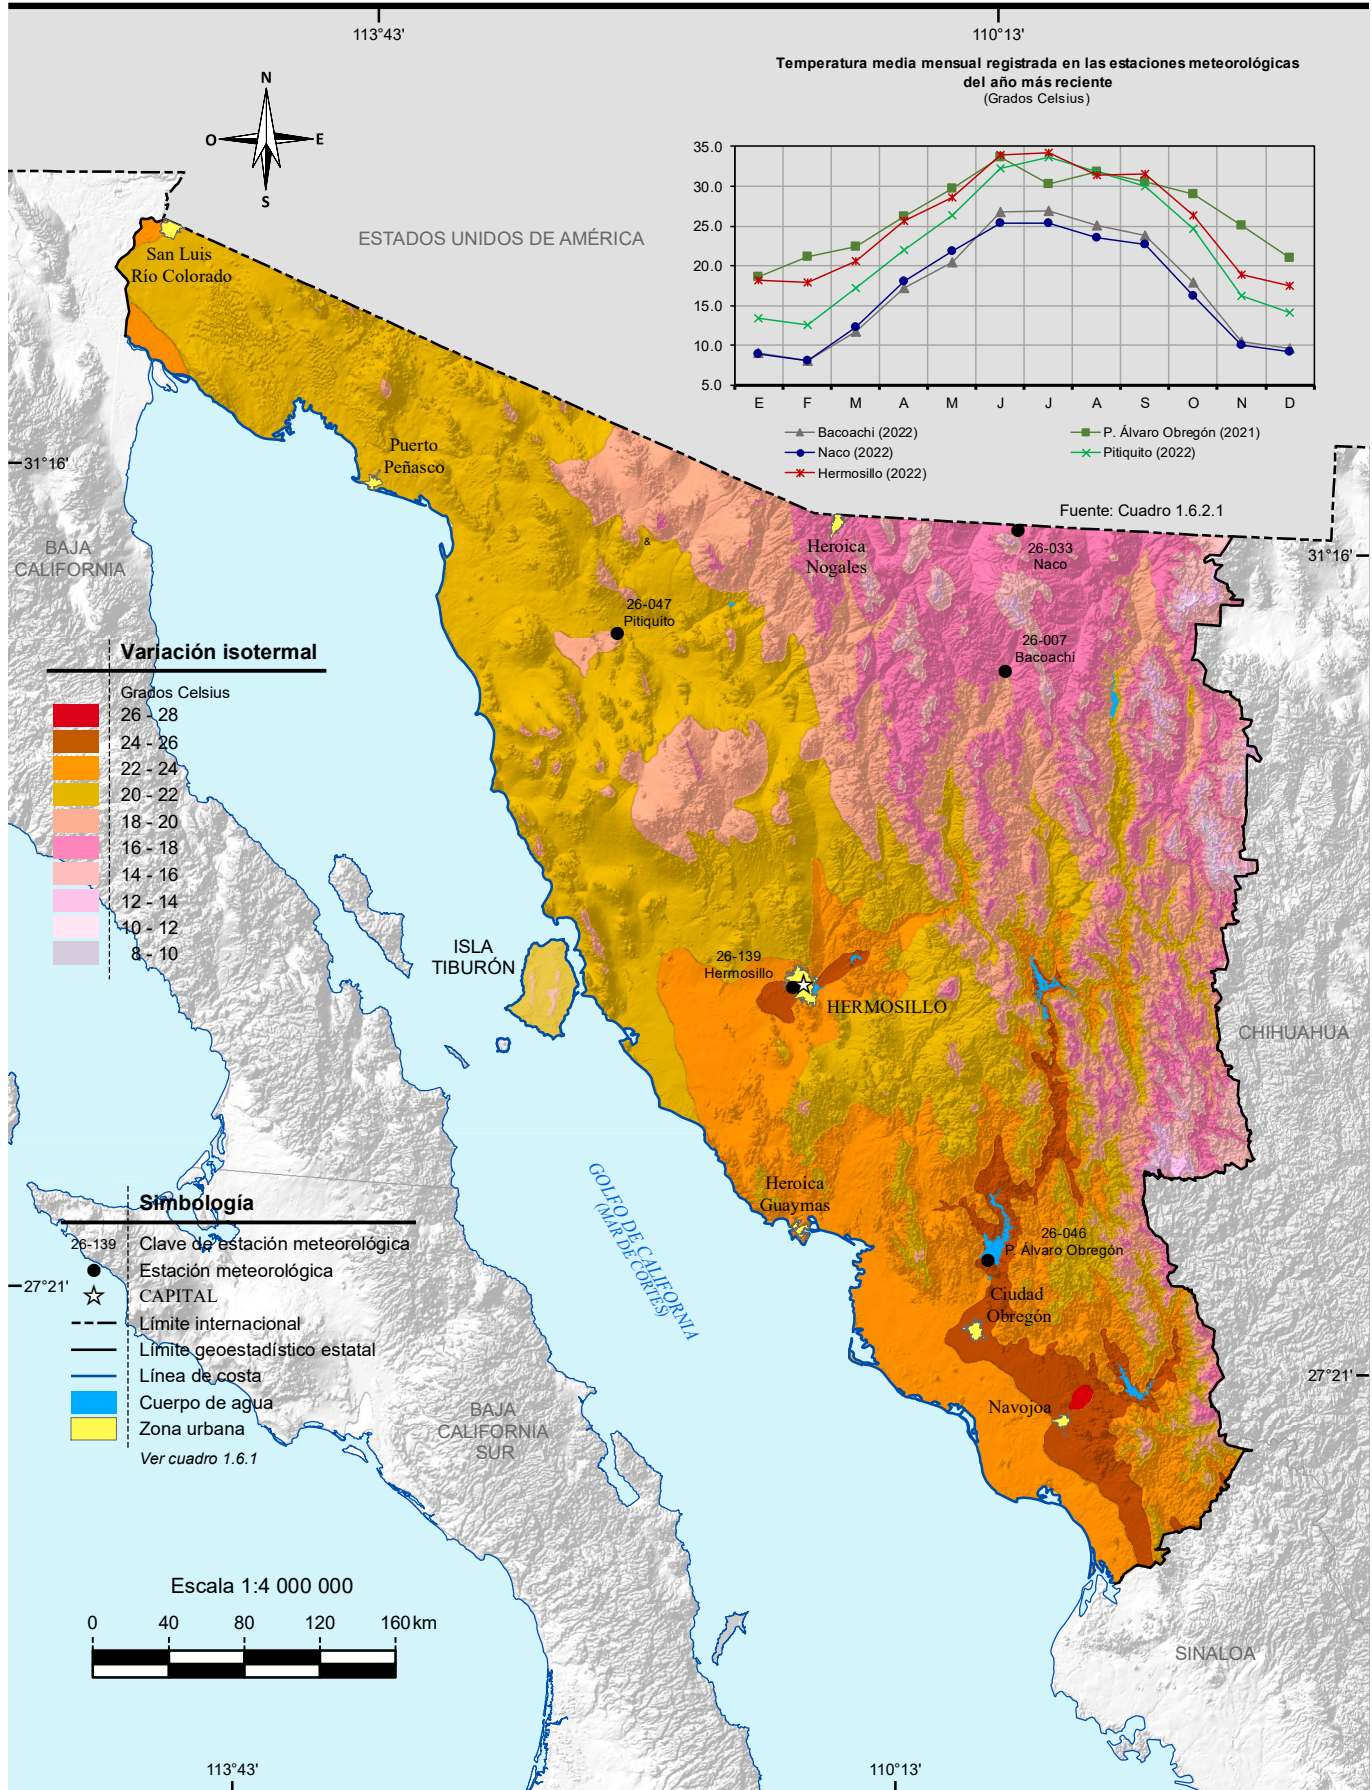 113°43'
110°13'
Temperatura media mensual registrada en las estaciones meteorológicas
del año más reciente
(Grados Celsius)
N
O
E
S
35.0
30.0
25.0
20.0
15.0
10.0
5.0
E F M A M J J A S O N D
Bacoachi (2022)
P. Álvaro Obregón (2021)
Naco (2022)
Pitiquito (2022)
Hermosillo (2022)
Fuente: Cuadro 1.6.2.1
ESTADOS UNIDOS DE AMÉRICA
San Luis
Río Colorado
Puerto
Peñasco
31°16'
31°16'
BAJA
CALIFORNIA
&
Heroica
Nogales
26-033
Naco
26-047
Pitiquito
26-007
Bacoachi
Variación isotermal
Grados Celsius
26 - 28
24 - 26
22 - 24
20 - 22
18 - 20
16 - 18
14 - 16
12 - 14
10 - 12
8 - 10
ISLA
TIBURÓN
26-139
Hermosillo
HERMOSILLO
CHIHUAHUA
GOLFO DE CALIFORNIA
(MAR DE CORTÉS)
Heroica
Guaymas
26-046
P. Álvaro Obregón
Ciudad
Obregón
Navojoa
27°21'
27°21'
Simbología
26-139 Clave de estación meteorológica
Estación meteorológica
CAPITAL
Límite internacional
Límite geoestadístico estatal
Línea de costa
Cuerpo de agua
Zona urbana
Ver cuadro 1.6.1
BAJA
CALIFORNIA
SUR
SINALOA
Escala 1:4 000 000
0 40 80 120 160 km
113°43'
110°13'